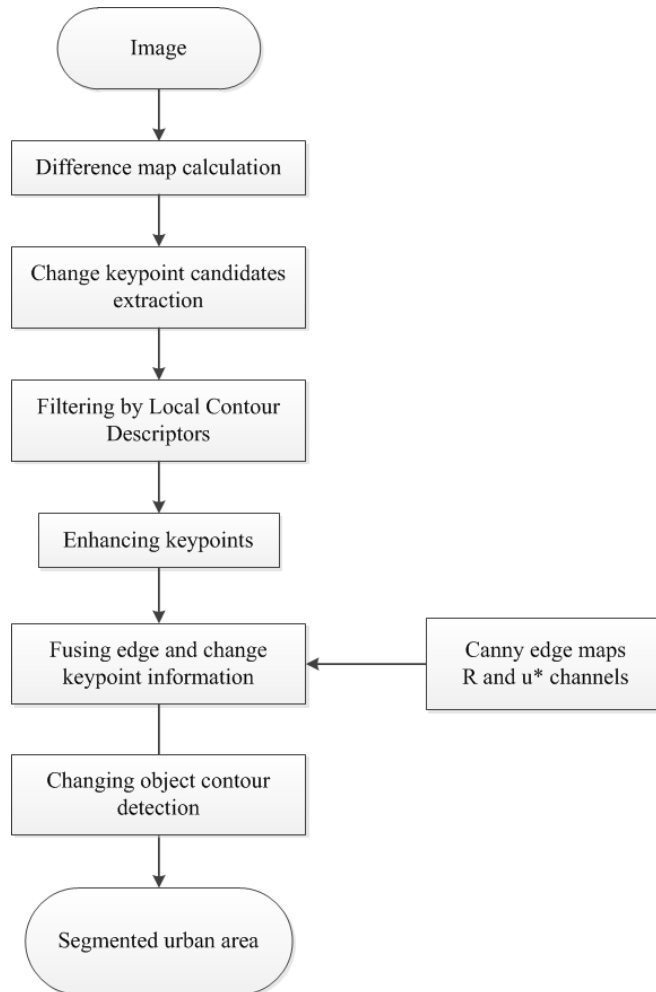 Image
Difference map calculation
Change keypoint candidates
extraction
Filtering by Local Contour
Descriptors
Enhancing keypoints
Fusing edge and change
keypoint information
Canny edge maps
R and u* channels
Changing object contour
detection
Segmented urban area